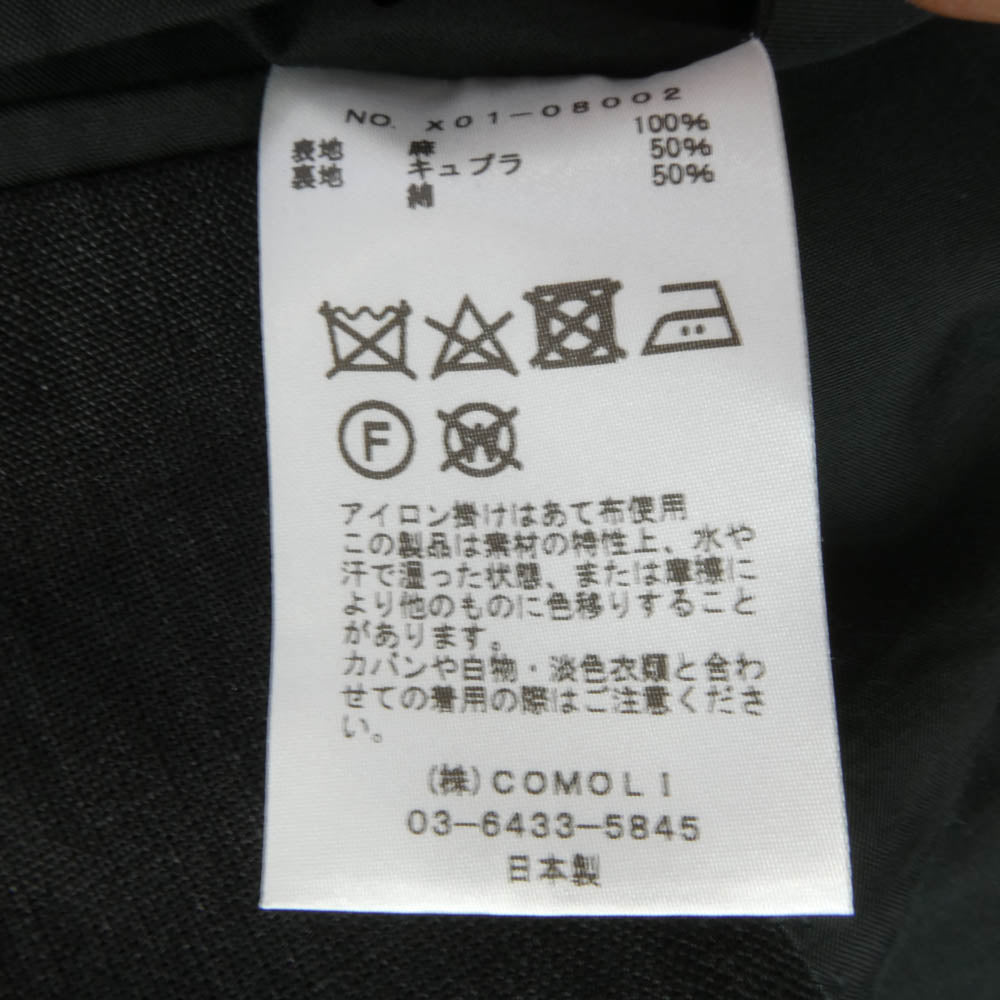 NO. X01-08002
表地 麻 100%
裏地 キュプラ 50%
綿 50%
F
W
アイロン掛けはあて布使用
この製品は素材の特性上、水や
汗で湿った状態、または摩擦に
より他のものに色移りすること
があります。
カバンや白物・淡色衣類と合わ
せての着用の際はご注意くださ
い。
(株)COMOLI
03-6433-5845
日本製